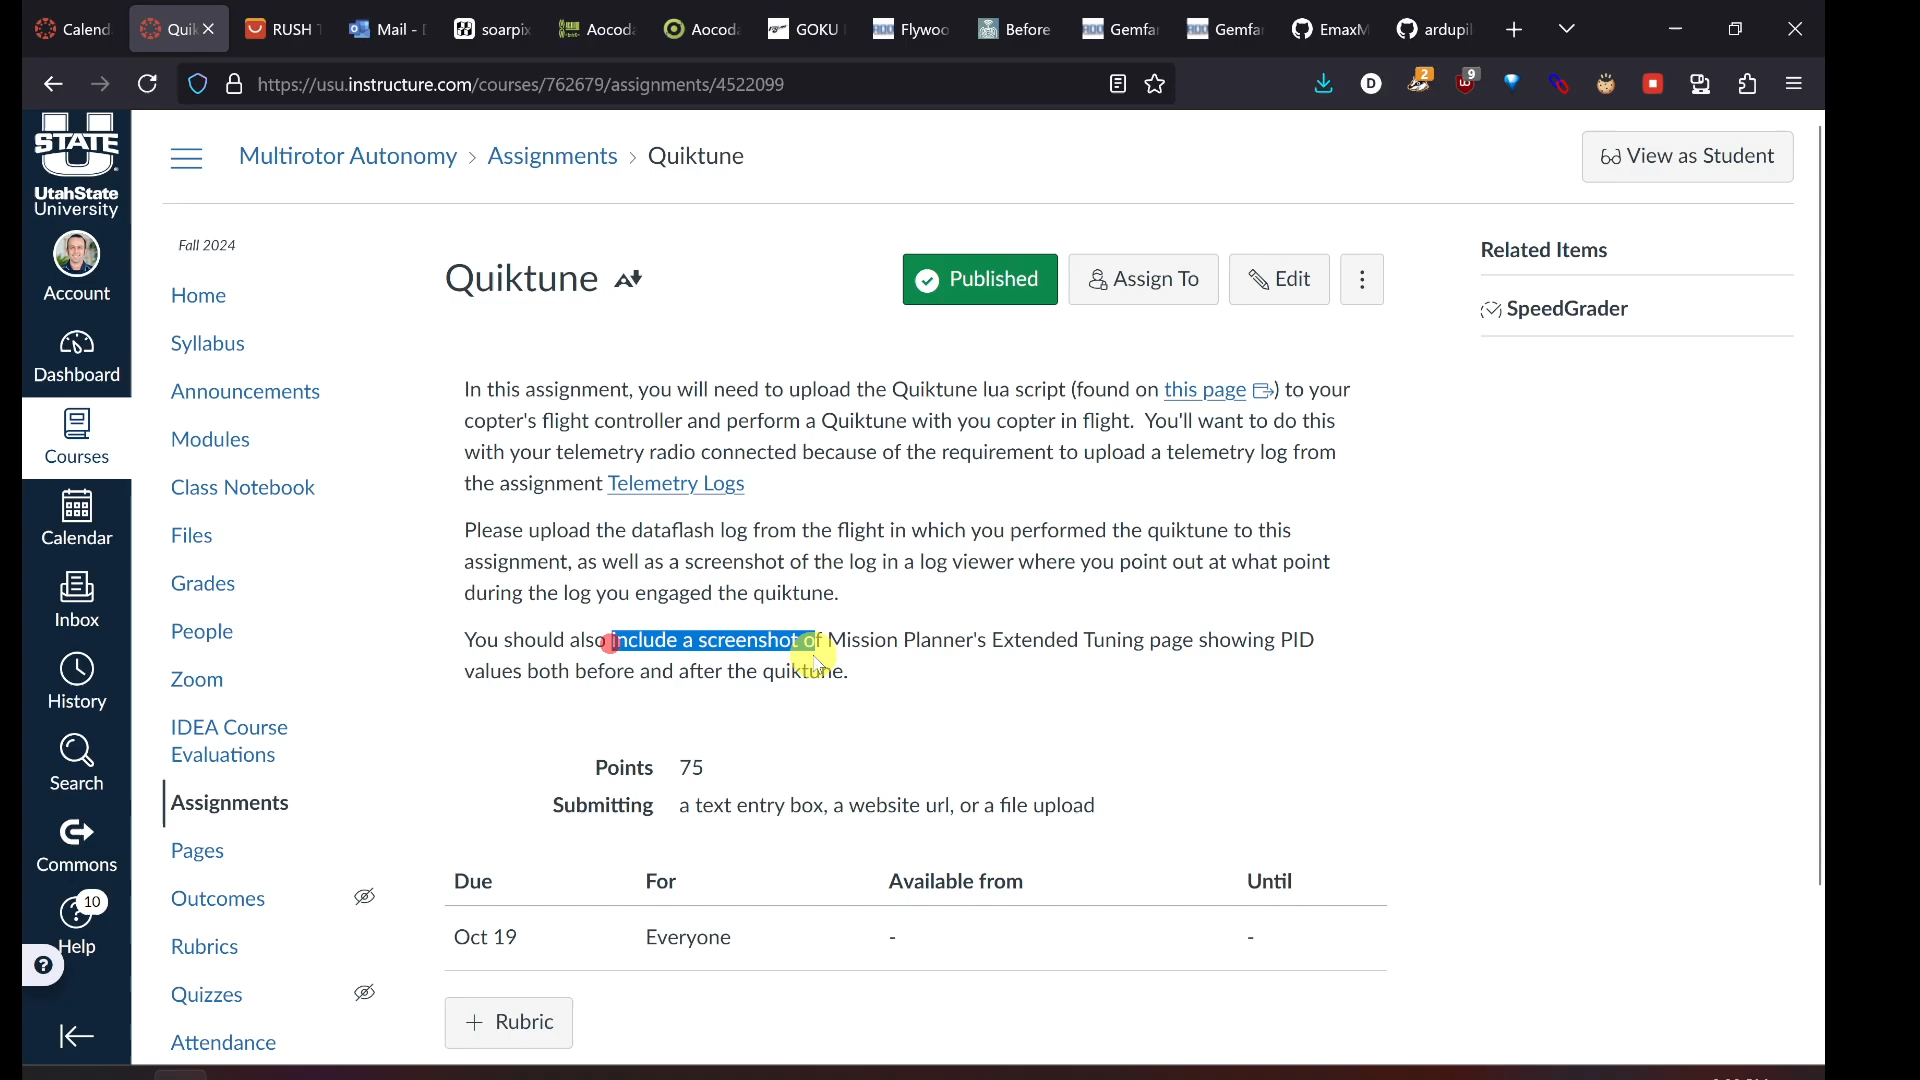 Calend
Quik
RUSH T
Mail -
soarpix
Aocoda
Aocoda
GOKU
Flywoo
Before
Gemfa
Gemfa
EmaxM
ardupil
https://usu.instructure.com/courses/762679/assignments/4522099
D
2
9
STATE
UtahState
University
Multirotor Autonomy > Assignments > Quiktune
View as Student
Account
Dashboard
Courses
Calendar
Inbox
History
Search
Commons
10
Help
Fall 2024
Home
Syllabus
Announcements
Modules
Class Notebook
Files
Grades
People
Zoom
IDEA Course
Evaluations
Assignments
Pages
Outcomes
Rubrics
Quizzes
Attendance
Quiktune
Published
Assign To
Edit
Related Items
SpeedGrader
In this assignment, you will need to upload the Quiktune lua script (found on this page) to your
copter's flight controller and perform a Quiktune with you copter in flight. You'll want to do this
with your telemetry radio connected because of the requirement to upload a telemetry log from
the assignment Telemetry Logs
Please upload the dataflash log from the flight in which you performed the quiktune to this
assignment, as well as a screenshot of the log in a log viewer where you point out at what point
during the log you engaged the quiktune.
You should also include a screenshot of Mission Planner's Extended Tuning page showing PID
values both before and after the quiktune.
Points 75
Submitting a text entry box, a website url, or a file upload
Due For Available from Until
Oct 19 Everyone - -
+ Rubric